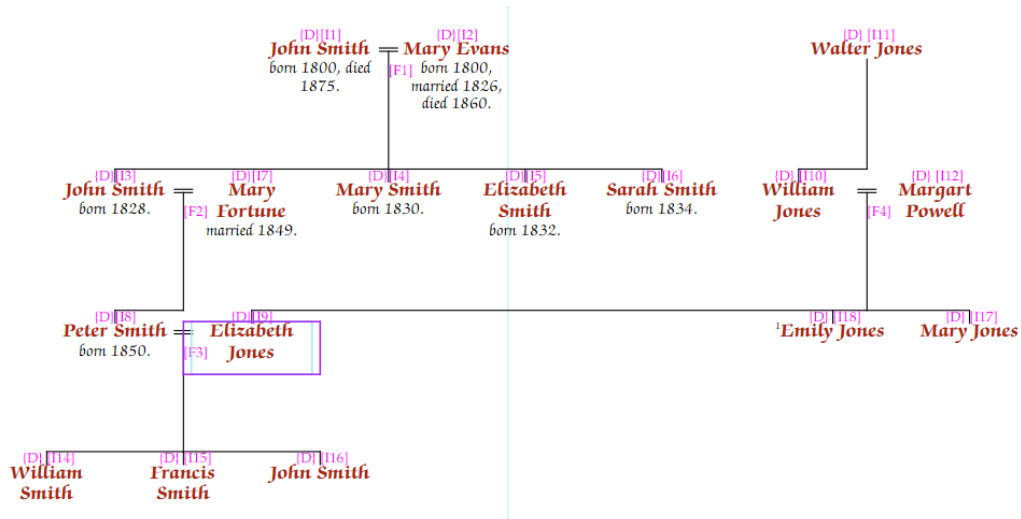 {D}[I1] {D}[I2] {D} [I11]
John Smith Mary Evans Walter Jones
born 1800, died born 1800,
[F1]
1875. married 1826,
died 1860.
{D}[I3] {D}[I7] {D}[I4] {D}[I5] {D}[I6] {D} [I10] {D} [I12]
John Smith Mary Mary Smith Elizabeth Sarah Smith William Margart
born 1828. Fortune born 1830. Smith born 1834. Jones Powell
[F2] [F4]
married 1849. born 1832.
{D}[I8] {D}[I9] {D} [I18] {D} [I17]
Peter Smith Elizabeth ¹Emily Jones Mary Jones
born 1850. [F3] Jones
{D} [I14] {D} [I15] {D} [I16]
William Francis John Smith
Smith Smith